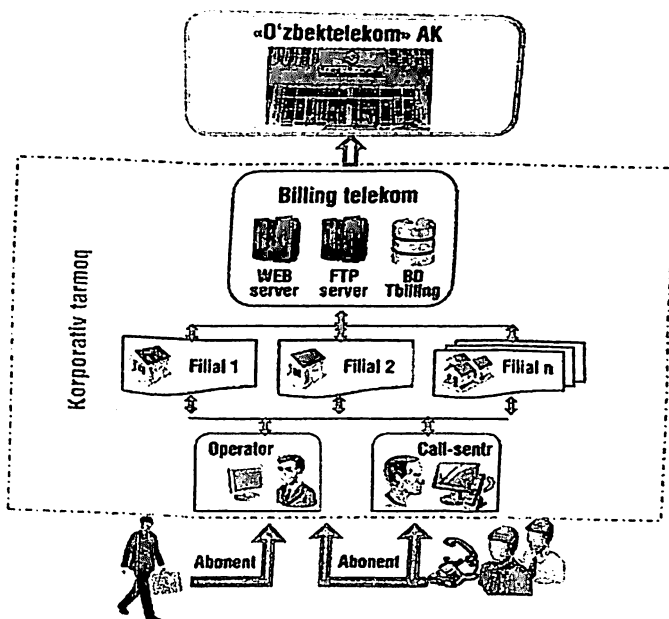 «O‘zbektelekom» AK
Billing telekom
WEB server
FTP server
BD Tbilling
Korporativ tarmoq
Filial 1
Filial 2
Filial n
Operator
Call-sentr
Abonent
Abonent